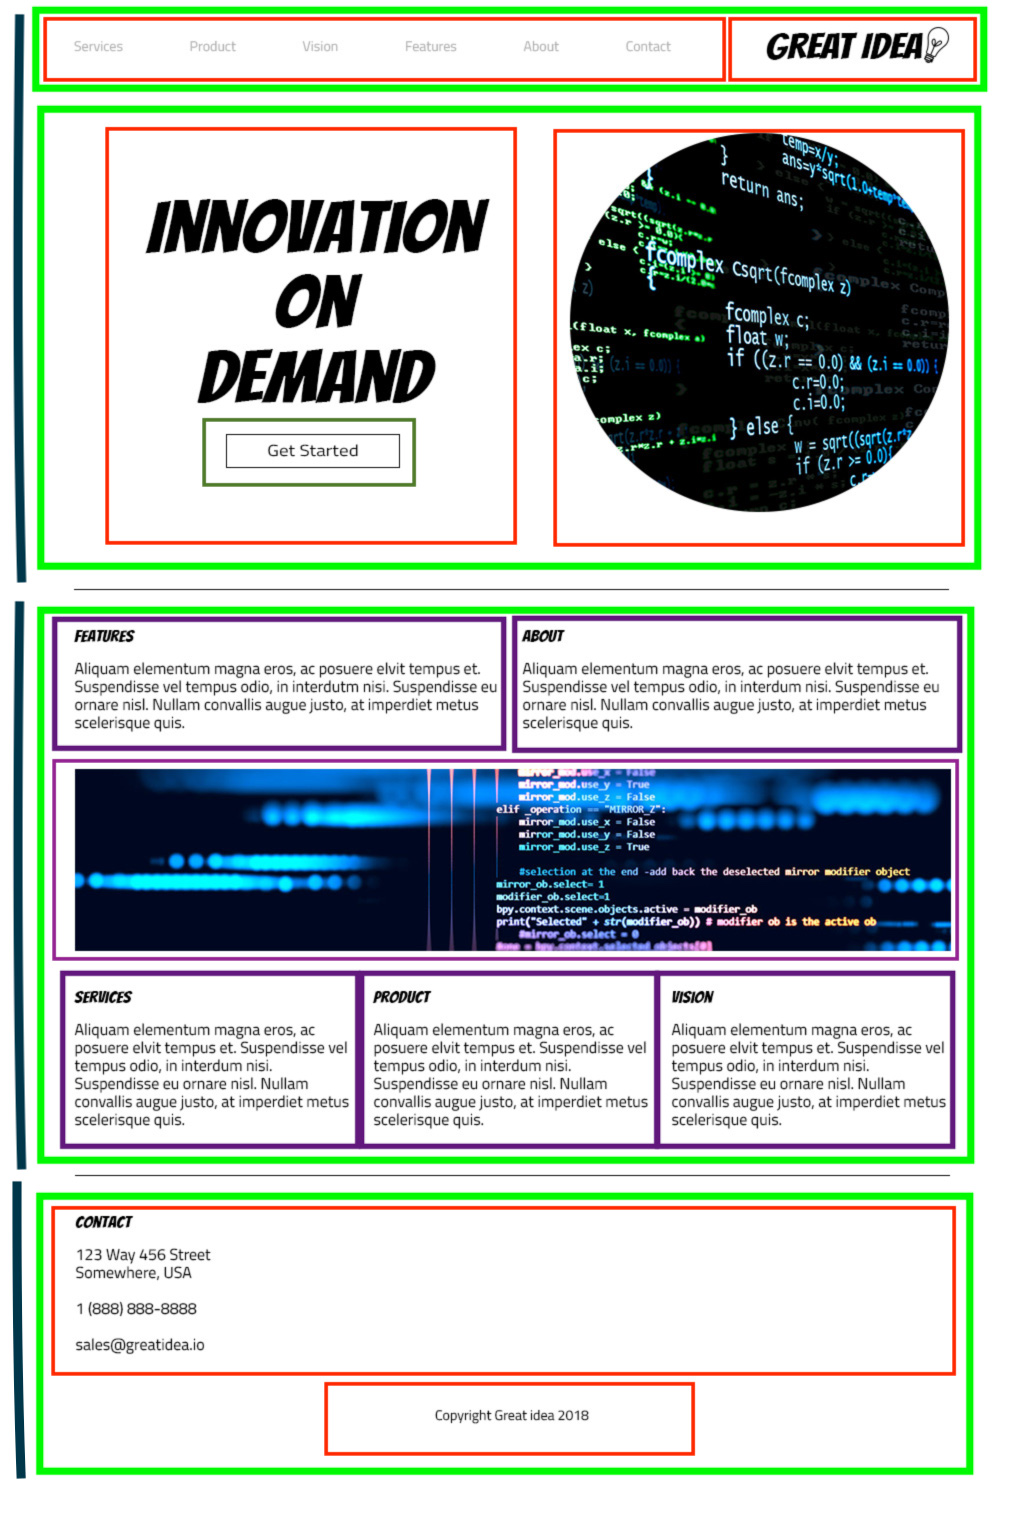 Services Product Vision Features About Contact GREAT IDEA
INNOVATION
ON
DEMAND
Get Started
temp=x/y;
}
return ans;
fcomplex Csqrt(fcomplex z)
{
fcomplex c;
float w;
if ((z.r == 0.0) && (z.i == 0.0)) {
c.r=0.0;
c.i=0.0;
} else {
w = sqrt((sqrt(z.r*z.
if (z.r >= 0.0){
FEATURES
Aliquam elementum magna eros, ac posuere elvit tempus et.
Suspendisse vel tempus odio, in interdutm nisi. Suspendisse eu
ornare nisl. Nullam convallis augue justo, at imperdiet metus
scelerisque quis.
ABOUT
Aliquam elementum magna eros, ac posuere elvit tempus et.
Suspendisse vel tempus odio, in interdum nisi. Suspendisse eu
ornare nisl. Nullam convallis augue justo, at imperdiet metus
scelerisque quis.
mirror_mod.use_x = False
mirror_mod.use_y = True
mirror_mod.use_z = False
elif _operation == "MIRROR_Z":
mirror_mod.use_x = False
mirror_mod.use_y = False
mirror_mod.use_z = True
#selection at the end -add back the deselected mirror modifier object
mirror_ob.select= 1
modifier_ob.select=1
bpy.context.scene.objects.active = modifier_ob
print("Selected" + str(modifier_ob)) # modifier ob is the active ob
#mirror_ob.select = 0
SERVICES
Aliquam elementum magna eros, ac
posuere elvit tempus et. Suspendisse vel
tempus odio, in interdum nisi.
Suspendisse eu ornare nisl. Nullam
convallis augue justo, at imperdiet metus
scelerisque quis.
PRODUCT
Aliquam elementum magna eros, ac
posuere elvit tempus et. Suspendisse vel
tempus odio, in interdum nisi.
Suspendisse eu ornare nisl. Nullam
convallis augue justo, at imperdiet metus
scelerisque quis.
VISION
Aliquam elementum magna eros, ac
posuere elvit tempus et. Suspendisse vel
tempus odio, in interdum nisi.
Suspendisse eu ornare nisl. Nullam
convallis augue justo, at imperdiet metus
scelerisque quis.
CONTACT
123 Way 456 Street
Somewhere, USA
1 (888) 888-8888
sales@greatidea.io
Copyright Great idea 2018